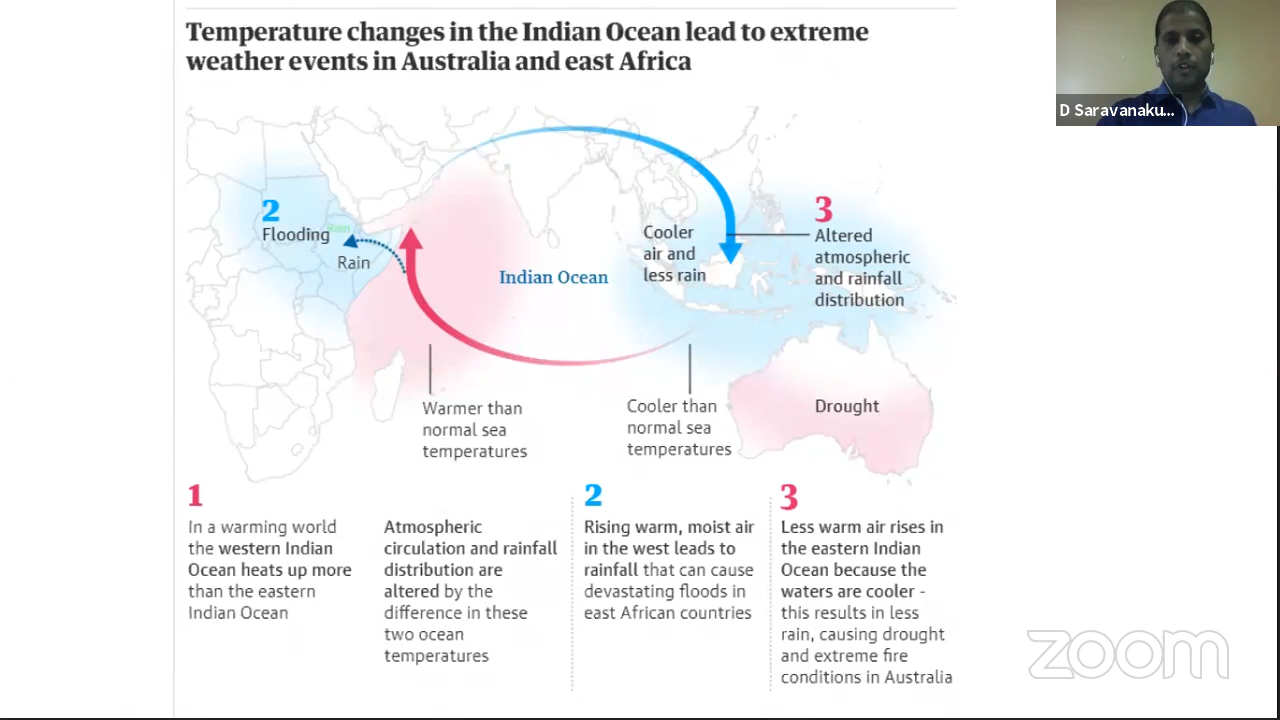 Temperature changes in the Indian Ocean lead to extreme
weather events in Australia and east Africa
D Saravanaku...
2
Flooding
Rain
Rain
Indian Ocean
Cooler
air and
less rain
3
Altered
atmospheric
and rainfall
distribution
Warmer than
normal sea
temperatures
Cooler than
normal sea
temperatures
Drought
1
In a warming world
the western Indian
Ocean heats up more
than the eastern
Indian Ocean
Atmospheric
circulation and rainfall
distribution are
altered by the
difference in these
two ocean
temperatures
2
Rising warm, moist air
in the west leads to
rainfall that can cause
devastating floods in
east African countries
3
Less warm air rises in
the eastern Indian
Ocean because the
waters are cooler -
this results in less
rain, causing drought
and extreme fire
conditions in Australia
zoom